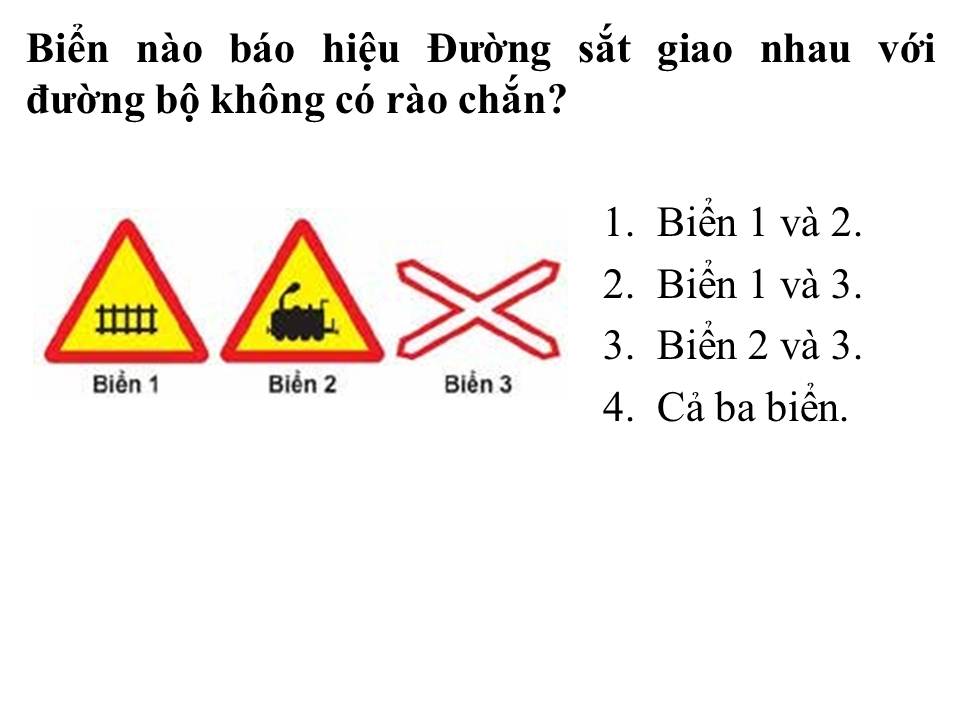 Biển nào báo hiệu Đường sắt giao nhau với
đường bộ không có rào chắn?
1. Biển 1 và 2.
2. Biển 1 và 3.
3. Biển 2 và 3.
4. Cả ba biển.
Biển 1 Biển 2 Biển 3